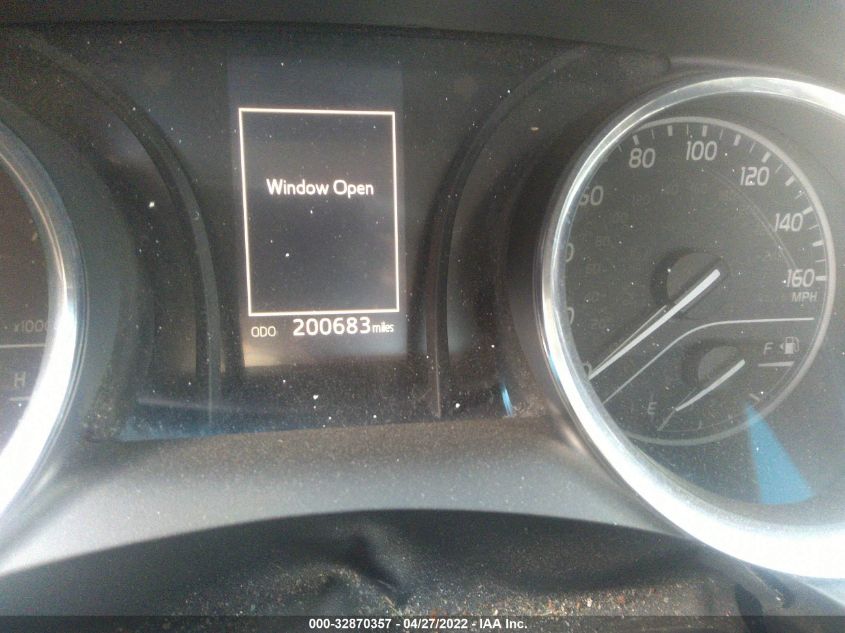 Window Open
ODO 200683 miles
x1000
H
60
80
100
120
140
160
MPH
F
E
000-32870357 - 04/27/2022 - IAA Inc.